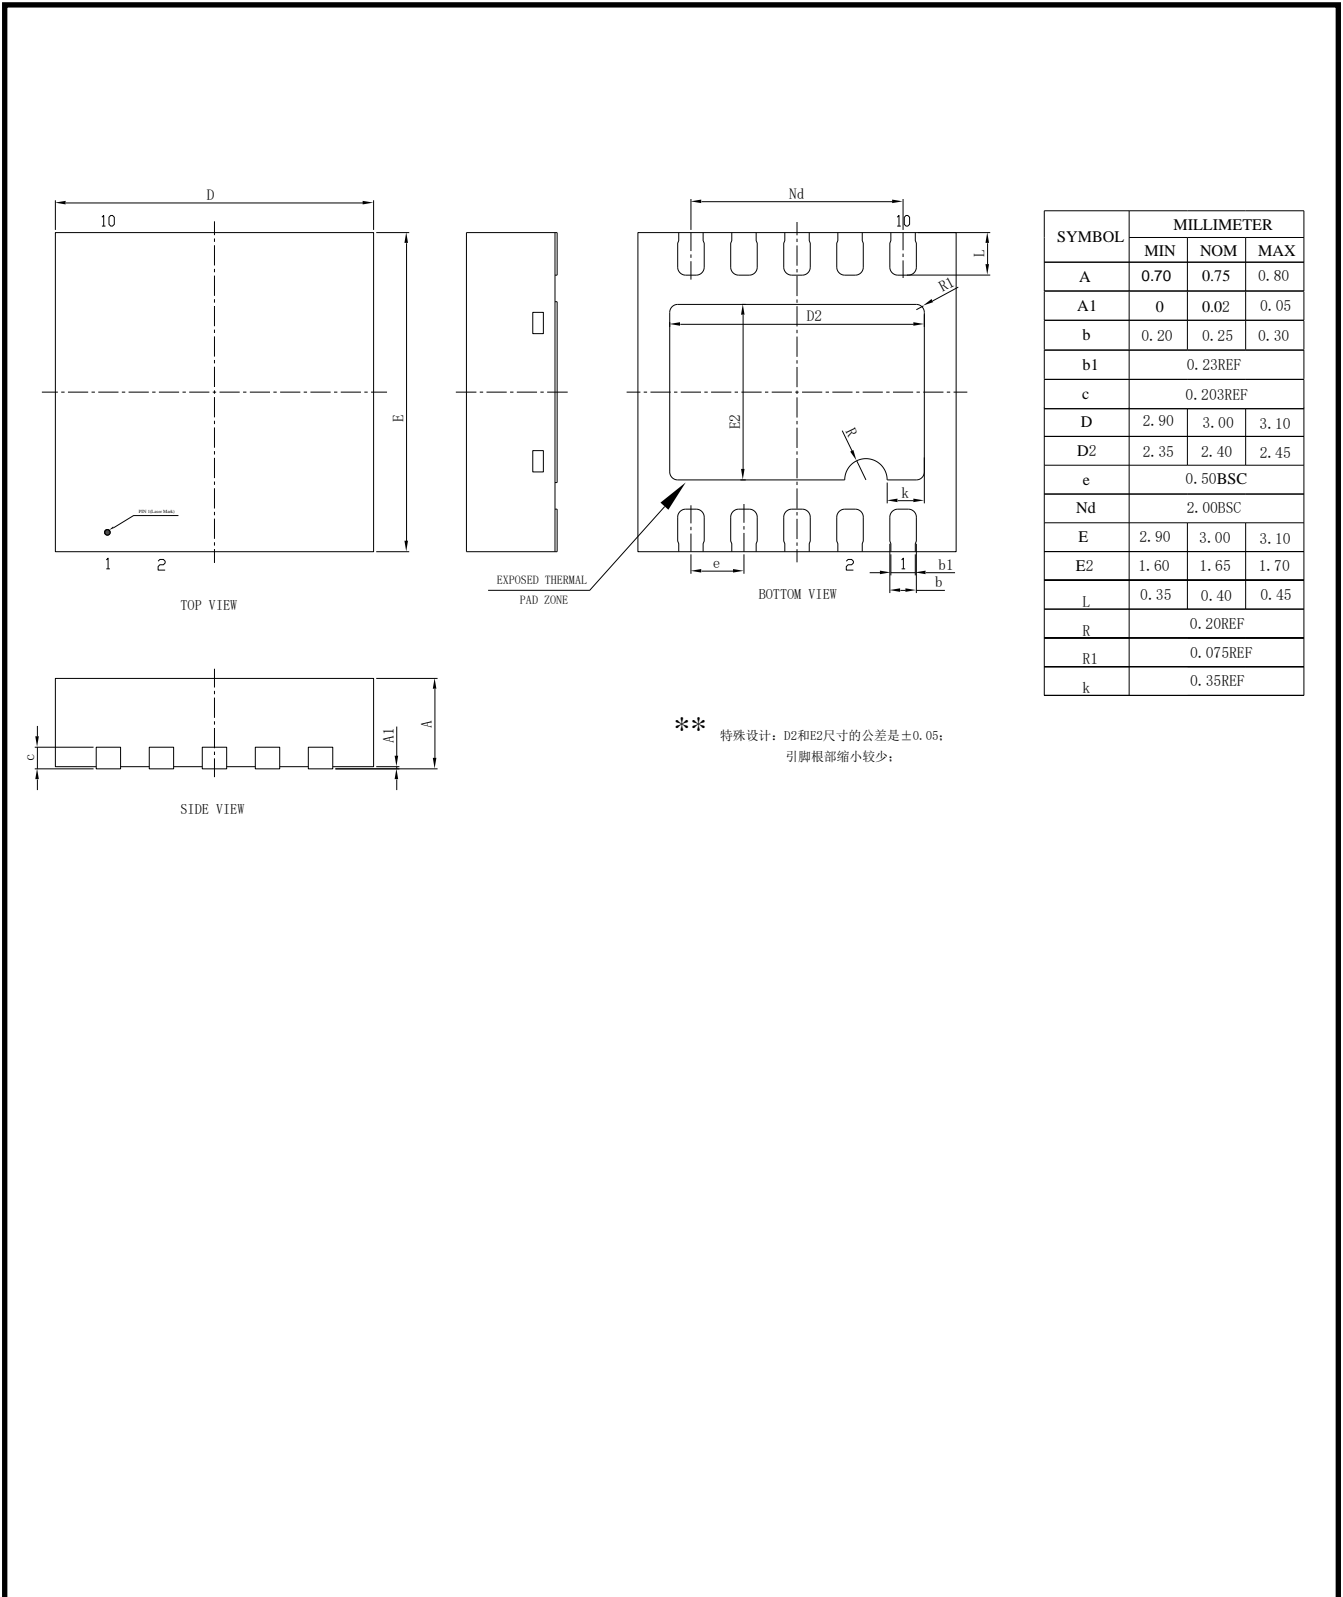 D
10
E
PIN 1(Laser Mark)
1 2
TOP VIEW
Nd
10
L
R1
D2
E2
R
k
e
2
1
b1
b
EXPOSED THERMAL
PAD ZONE
BOTTOM VIEW
c
A1
A
SIDE VIEW
** 特殊设计: D2和E2尺寸的公差是±0.05;
引脚根部缩小较少;
SYMBOL MILLIMETER
MIN NOM MAX
A 0.70 0.75 0.80
A1 0 0.02 0.05
b 0.20 0.25 0.30
b1 0.23REF
c 0.203REF
D 2.90 3.00 3.10
D2 2.35 2.40 2.45
e 0.50BSC
Nd 2.00BSC
E 2.90 3.00 3.10
E2 1.60 1.65 1.70
L 0.35 0.40 0.45
R 0.20REF
R1 0.075REF
k 0.35REF